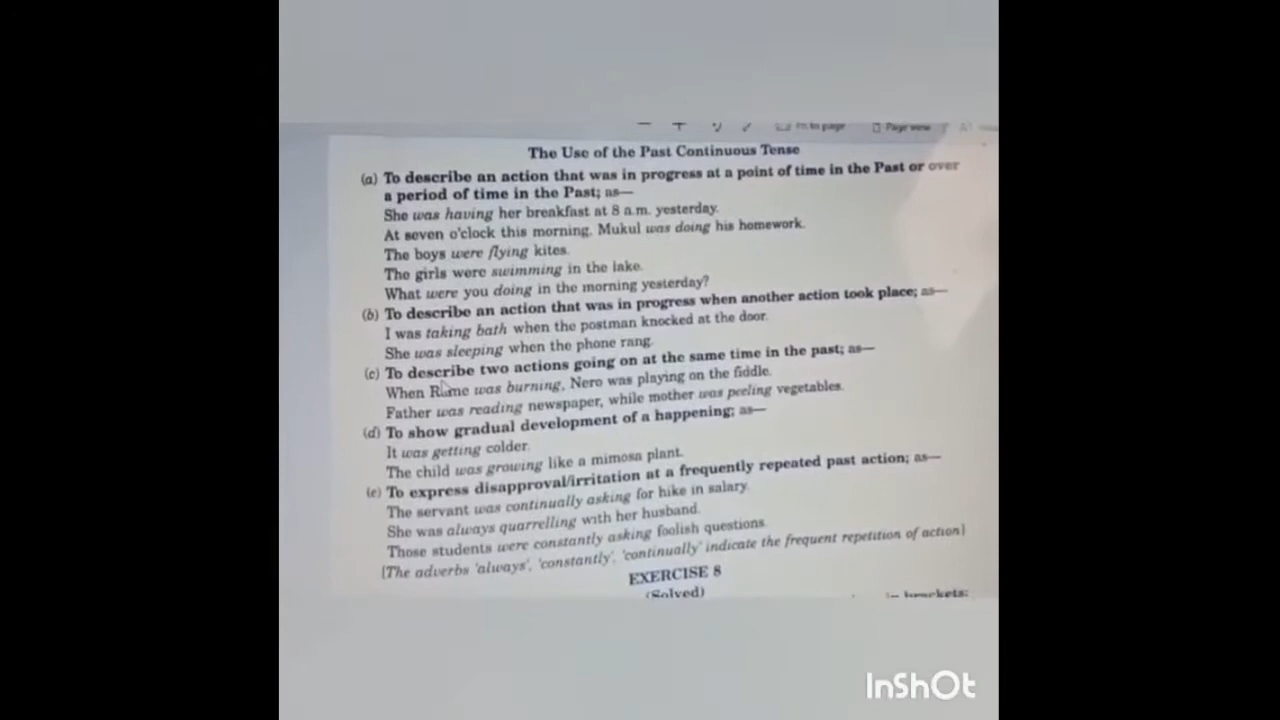 Fit to page Page view
The Use of the Past Continuous Tense
(a) To describe an action that was in progress at a point of time in the Past or over
a period of time in the Past; as—
She was having her breakfast at 8 a.m. yesterday.
At seven o'clock this morning, Mukul was doing his homework.
The boys were flying kites.
The girls were swimming in the lake.
What were you doing in the morning yesterday?
(b) To describe an action that was in progress when another action took place; as—
I was taking bath when the postman knocked at the door.
She was sleeping when the phone rang.
(c) To describe two actions going on at the same time in the past; as—
When Rome was burning, Nero was playing on the fiddle.
Father was reading newspaper, while mother was peeling vegetables.
(d) To show gradual development of a happening; as—
It was getting colder.
The child was growing like a mimosa plant.
(e) To express disapproval/irritation at a frequently repeated past action; as—
The servant was continually asking for hike in salary.
She was always quarrelling with her husband.
Those students were constantly asking foolish questions.
[The adverbs 'always', 'constantly', 'continually' indicate the frequent repetition of action]
EXERCISE 8
(Solved)
in brackets:
InShOt